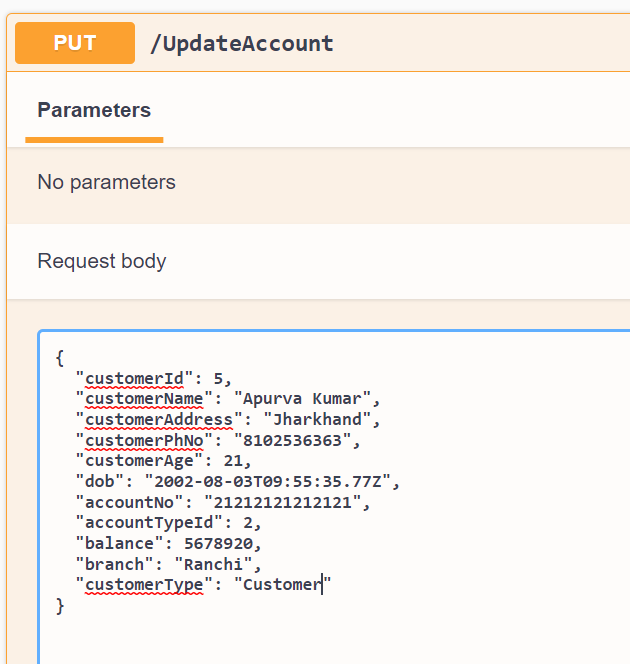 PUT /UpdateAccount
Parameters
No parameters
Request body
{
"customerId": 5,
"customerName": "Apurva Kumar",
"customerAddress": "Jharkhand",
"customerPhNo": "8102536363",
"customerAge": 21,
"dob": "2002-08-03T09:55:35.77Z",
"accountNo": "21212121212121",
"accountTypeId": 2,
"balance": 5678920,
"branch": "Ranchi",
"customerType": "Customer"
}